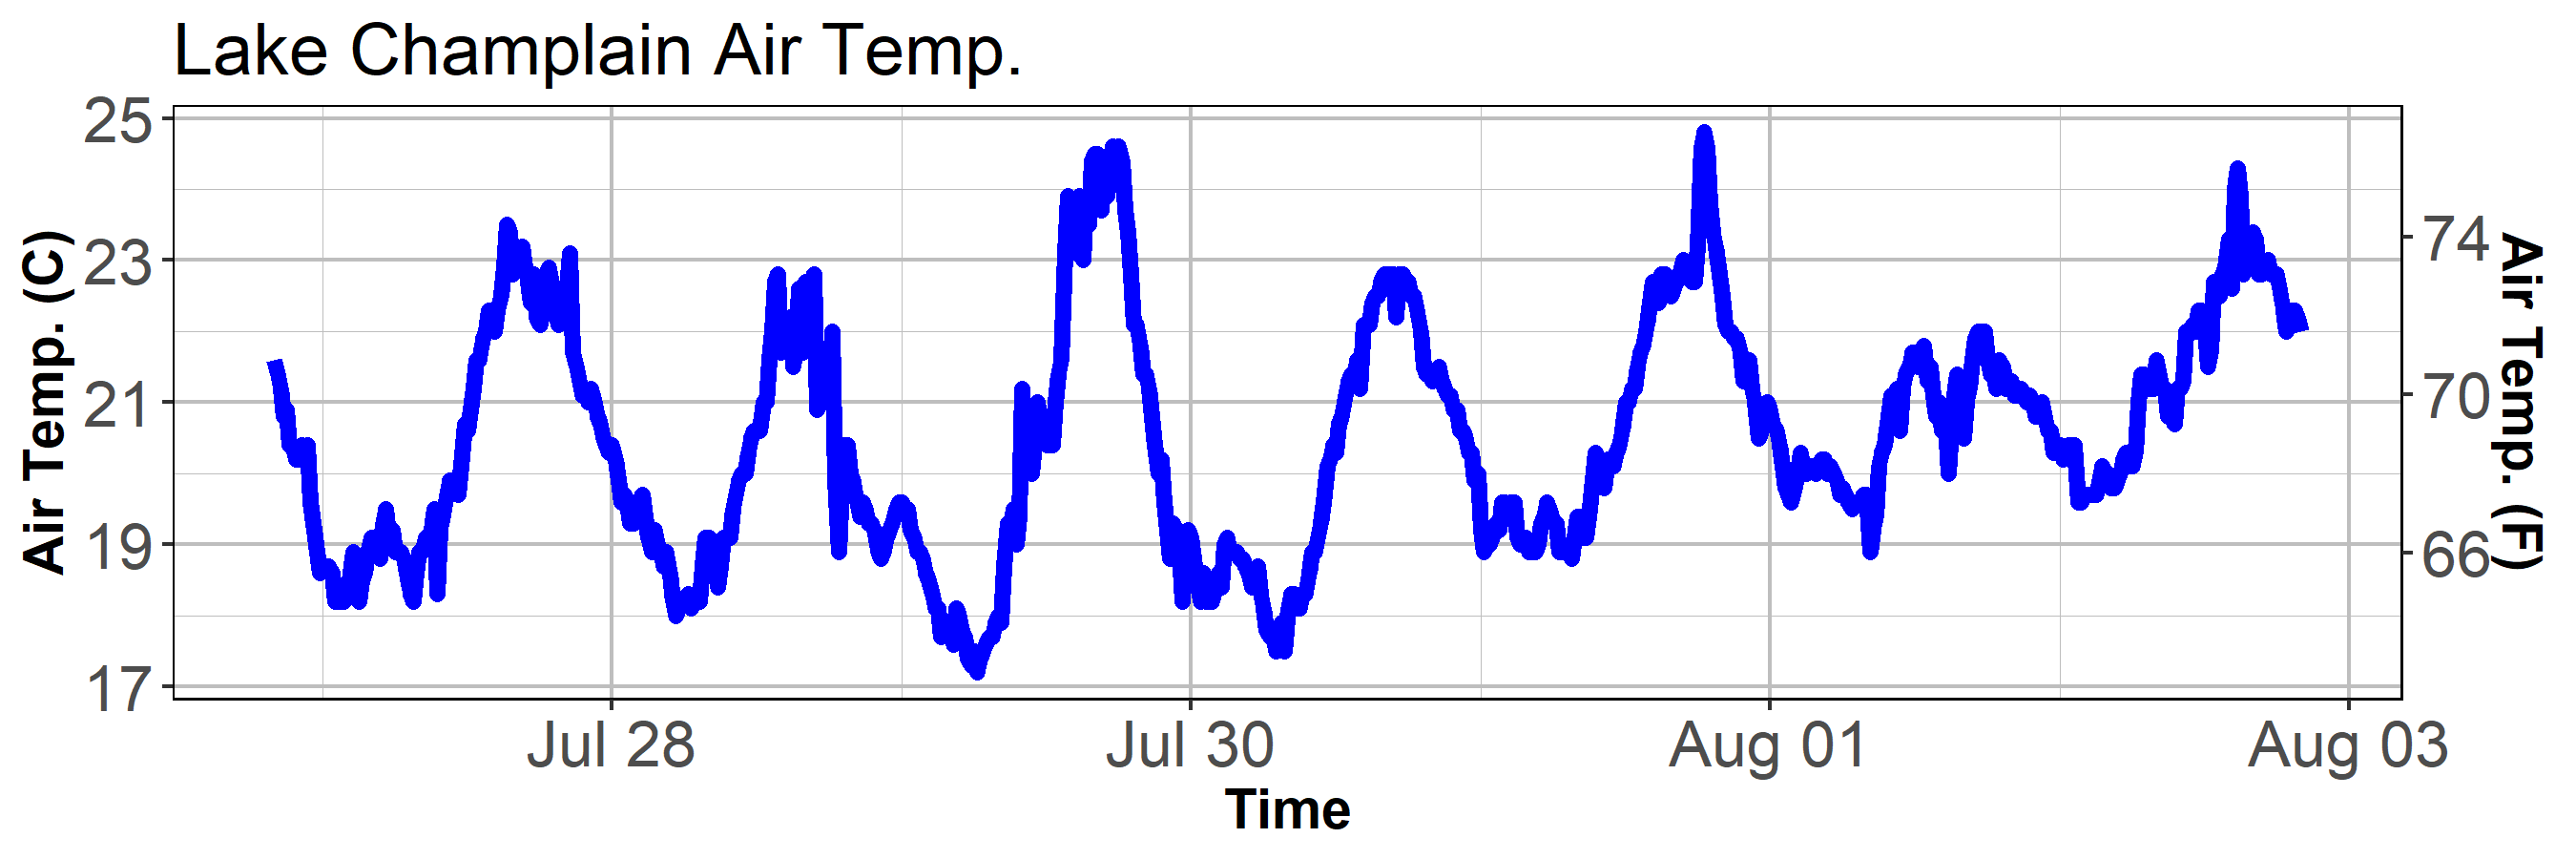 Lake Champlain Air Temp.
25
23
21
19
17
Air Temp. (C)
74
70
66
Air Temp. (F)
Jul 28
Jul 30
Aug 01
Aug 03
Time